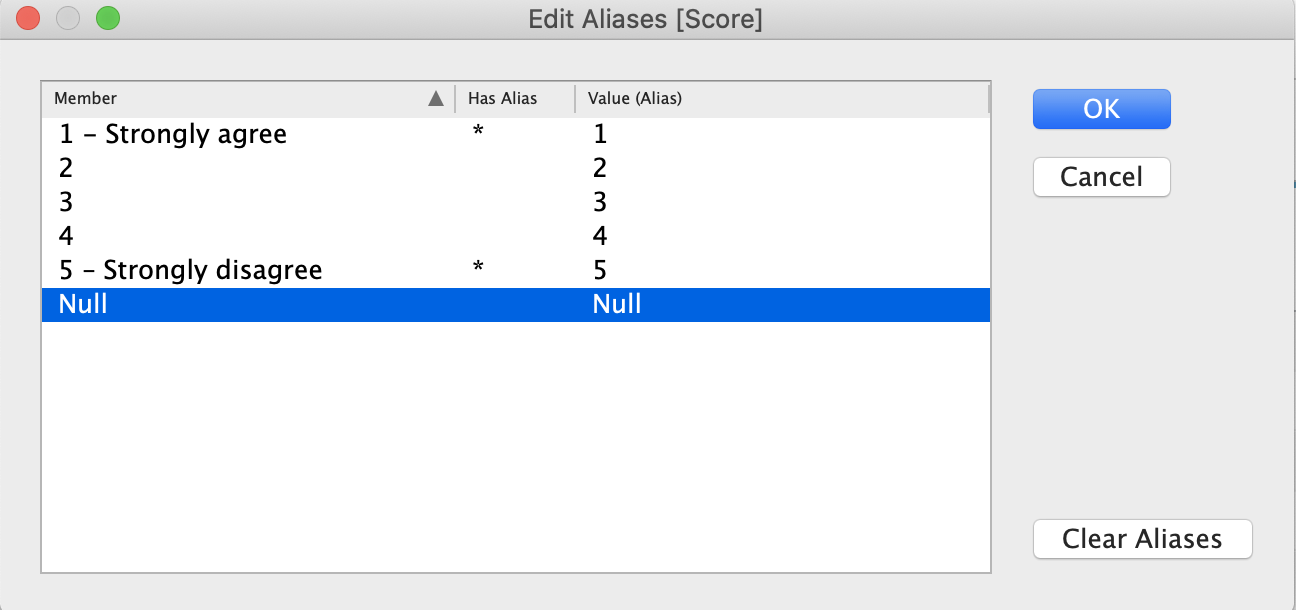 Edit Aliases [Score]
Member ▲ Has Alias Value (Alias)
1 – Strongly agree * 1
2 2
3 3
4 4
5 – Strongly disagree * 5
Null Null
OK
Cancel
Clear Aliases